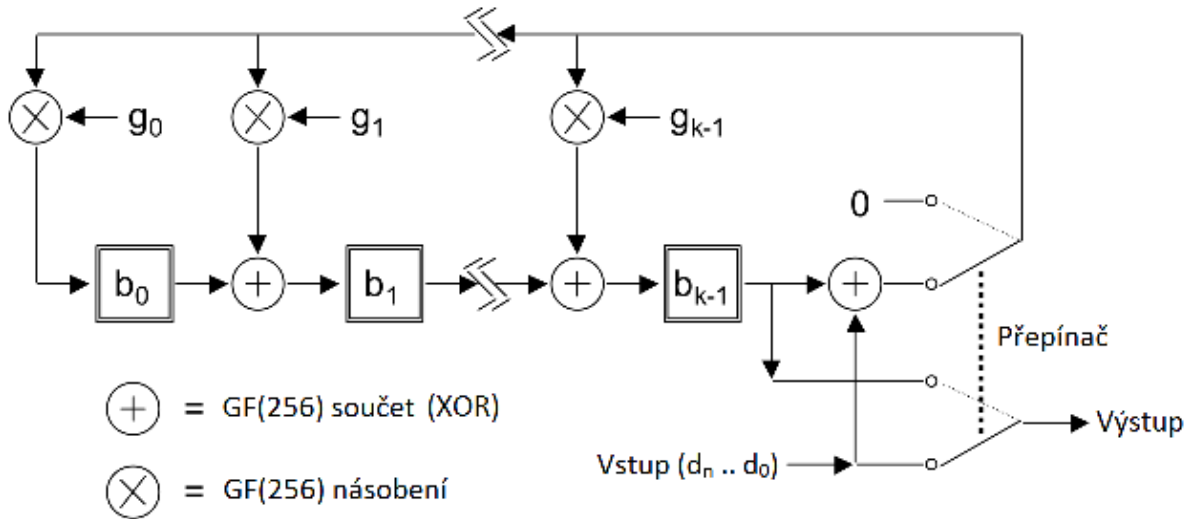 g₀
g₁
gₖ₋₁
0
b₀
b₁
bₖ₋₁
Přepínač
= GF(256) součet (XOR)
Výstup
Vstup (dₙ .. d₀)
= GF(256) násobení